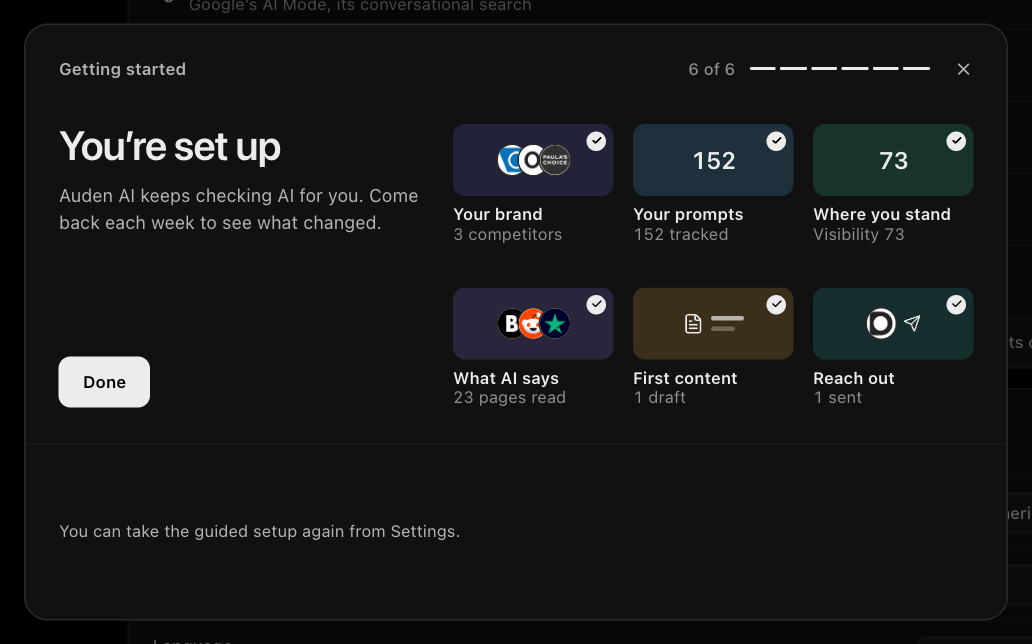 Google's AI Mode, its conversational search
Getting started
6 of 6
You're set up
Auden AI keeps checking AI for you. Come
back each week to see what changed.
PAULA'S
CHOICE
Your brand
3 competitors
152
Your prompts
152 tracked
73
Where you stand
Visibility 73
B
What AI says
23 pages read
First content
1 draft
Reach out
1 sent
Done
You can take the guided setup again from Settings.
Language